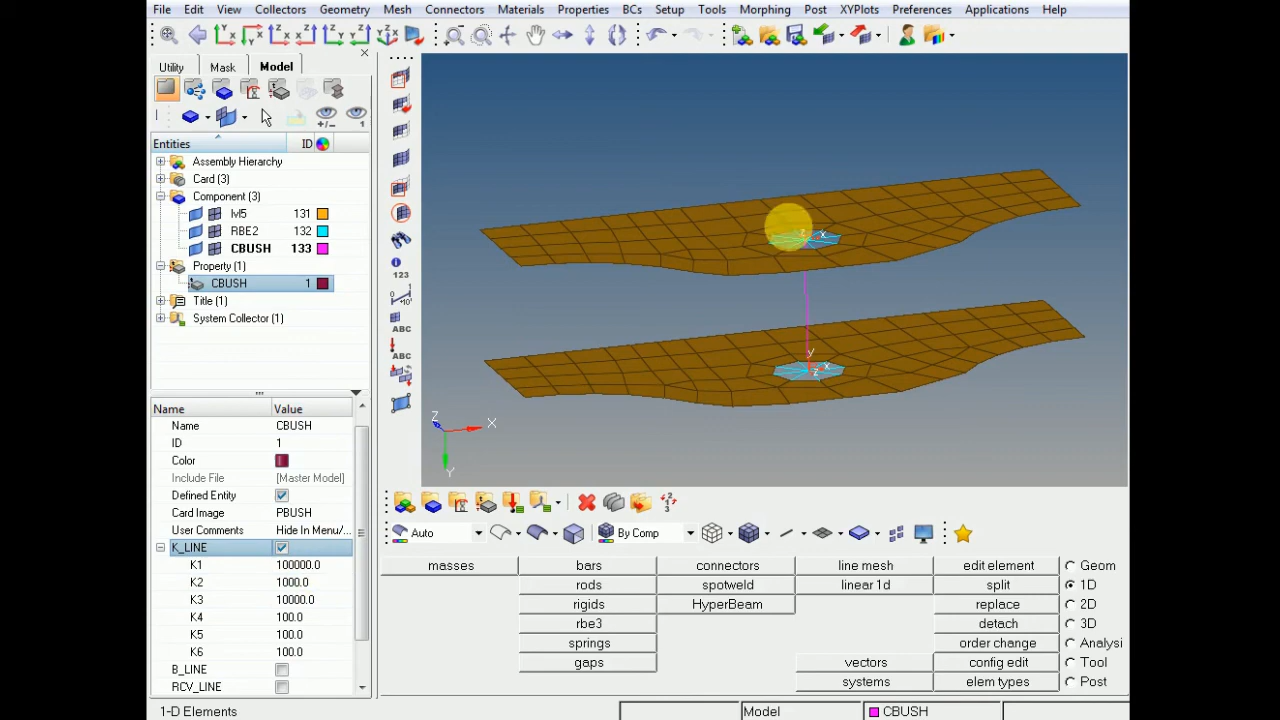 File Edit View Collectors Geometry Mesh Connectors Materials Properties BCs Setup Tools Morphing Post XYPlots Preferences Applications Help
Utility Mask Model
Entities ID
Assembly Hierarchy
Card (3)
Component (3)
lvl5 131
RBE2 132
CBUSH 133
Property (1)
CBUSH 1
Title (1)
System Collector (1)
Name Value
Name CBUSH
ID 1
Color
Include File [Master Model]
Defined Entity
Card Image PBUSH
User Comments Hide In Menu/...
K_LINE
K1 100000.0
K2 1000.0
K3 10000.0
K4 100.0
K5 100.0
K6 100.0
B_LINE
RCV_LINE
123
ABC
ABC
z x
y
z x
Z X
Y
Auto By Comp
masses bars connectors line mesh edit element Geom
rods spotweld linear 1d split 1D
rigids HyperBeam replace 2D
rbe3 detach 3D
springs order change Analysi
gaps vectors config edit Tool
systems elem types Post
1-D Elements Model CBUSH